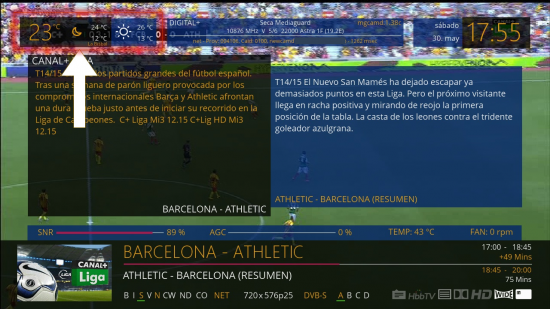 23°C
24 °C
12 °C
26 °C
13 °C
DIGITAL+
Seca Mediaguard
10876 MHz V 5/6 22000 Astra 1F (19.2E)
mgcamd 1.35
sábado
30. may
17:55
CANAL+
T14/15 los partidos grandes del fútbol español.
Tras una semana de parón liguero provocada por los
compromisos internacionales Barça y Athletic afrontan
una dura prueba justo antes de iniciar su recorrido en la
Liga de Campeones. C+ Liga Mi3 12.15 C+Lig HD Mi3
12.15
BARCELONA - ATHLETIC
T14/15 El Nuevo San Mamés ha dejado escapar ya
demasiados puntos en esta Liga. Pero el próximo visitante
llega en racha positiva y mirando de reojo la primera
posición de la tabla. La casta de los leones contra el tridente
goleador azulgrana.
ATHLETIC - BARCELONA (RESUMEN)
SNR 89 % AGC 0 % TEMP: 43 °C FAN: 0 rpm
CANAL+
Liga
BARCELONA - ATHLETIC
17:00 - 18:45
+49 Mins
ATHLETIC - BARCELONA (RESUMEN)
18:45 - 20:00
75 Mins
B I S V N CW ND CO NET 720x576p25 DVB-S A B C D
HbbTV
HD
WIDE